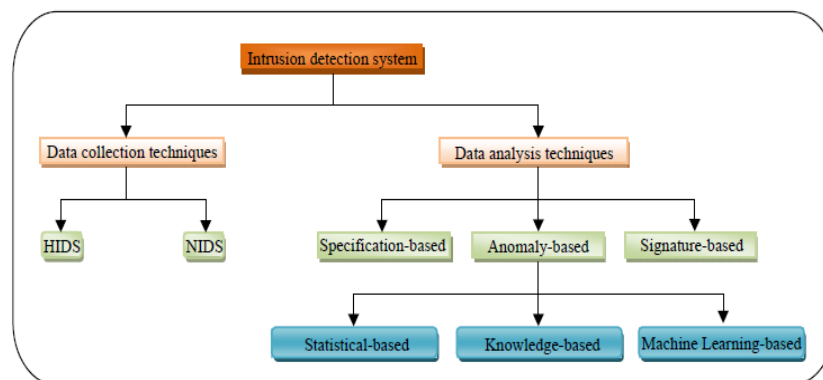 Intrusion detection system
Data collection techniques
Data analysis techniques
HIDS
NIDS
Specification-based
Anomaly-based
Signature-based
Statistical-based
Knowledge-based
Machine Learning-based